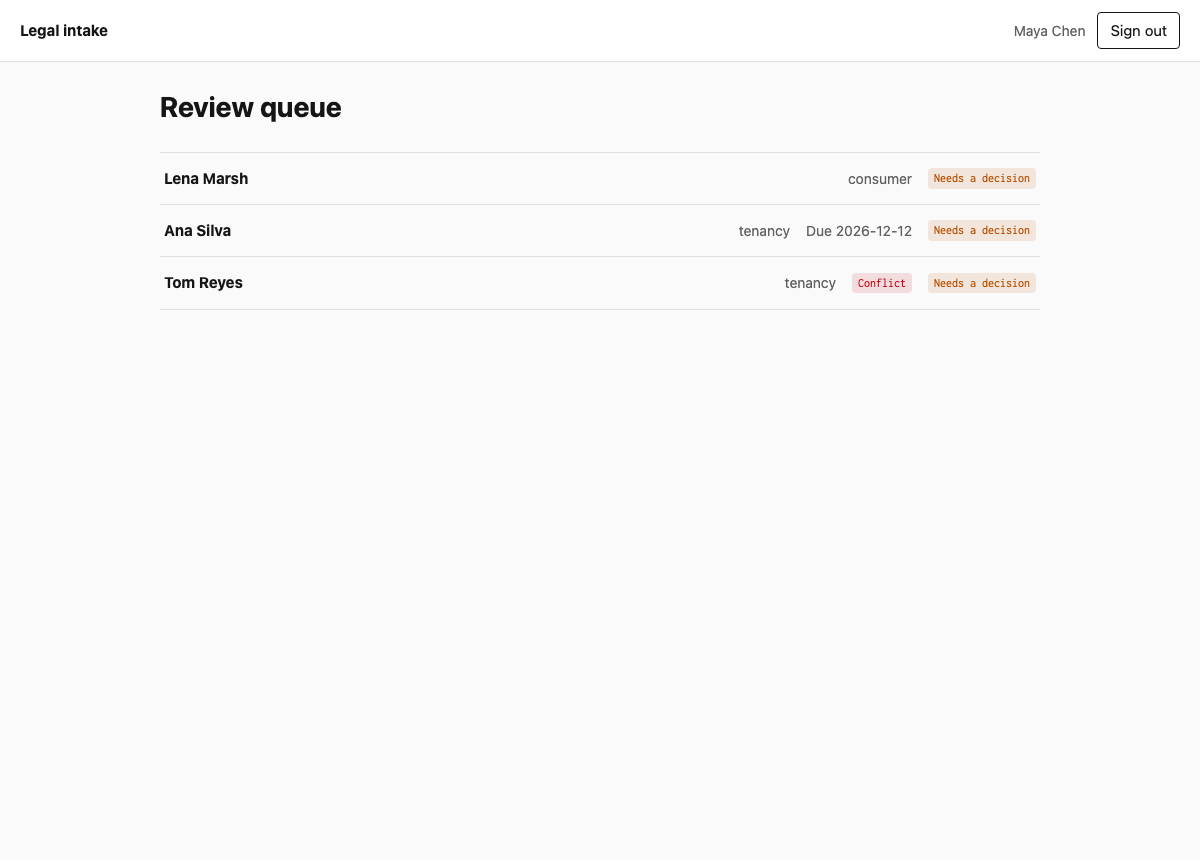 Legal intake
Maya Chen
Sign out
Review queue
Lena Marsh consumer Needs a decision
Ana Silva tenancy Due 2026-12-12 Needs a decision
Tom Reyes tenancy Conflict Needs a decision